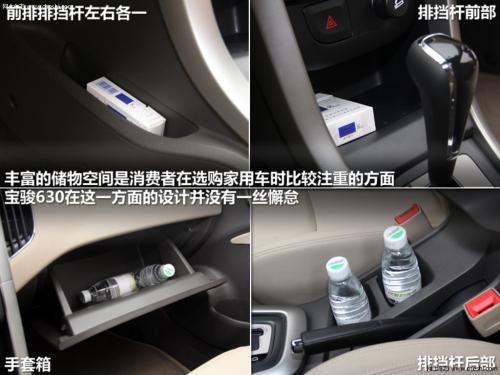 前排排挡杆左右各一
排挡杆前部
丰富的储物空间是消费者在选购家用车时比较注重的方面
宝骏630在这一方面的设计并没有一丝懈怠
手套箱
排挡杆后部